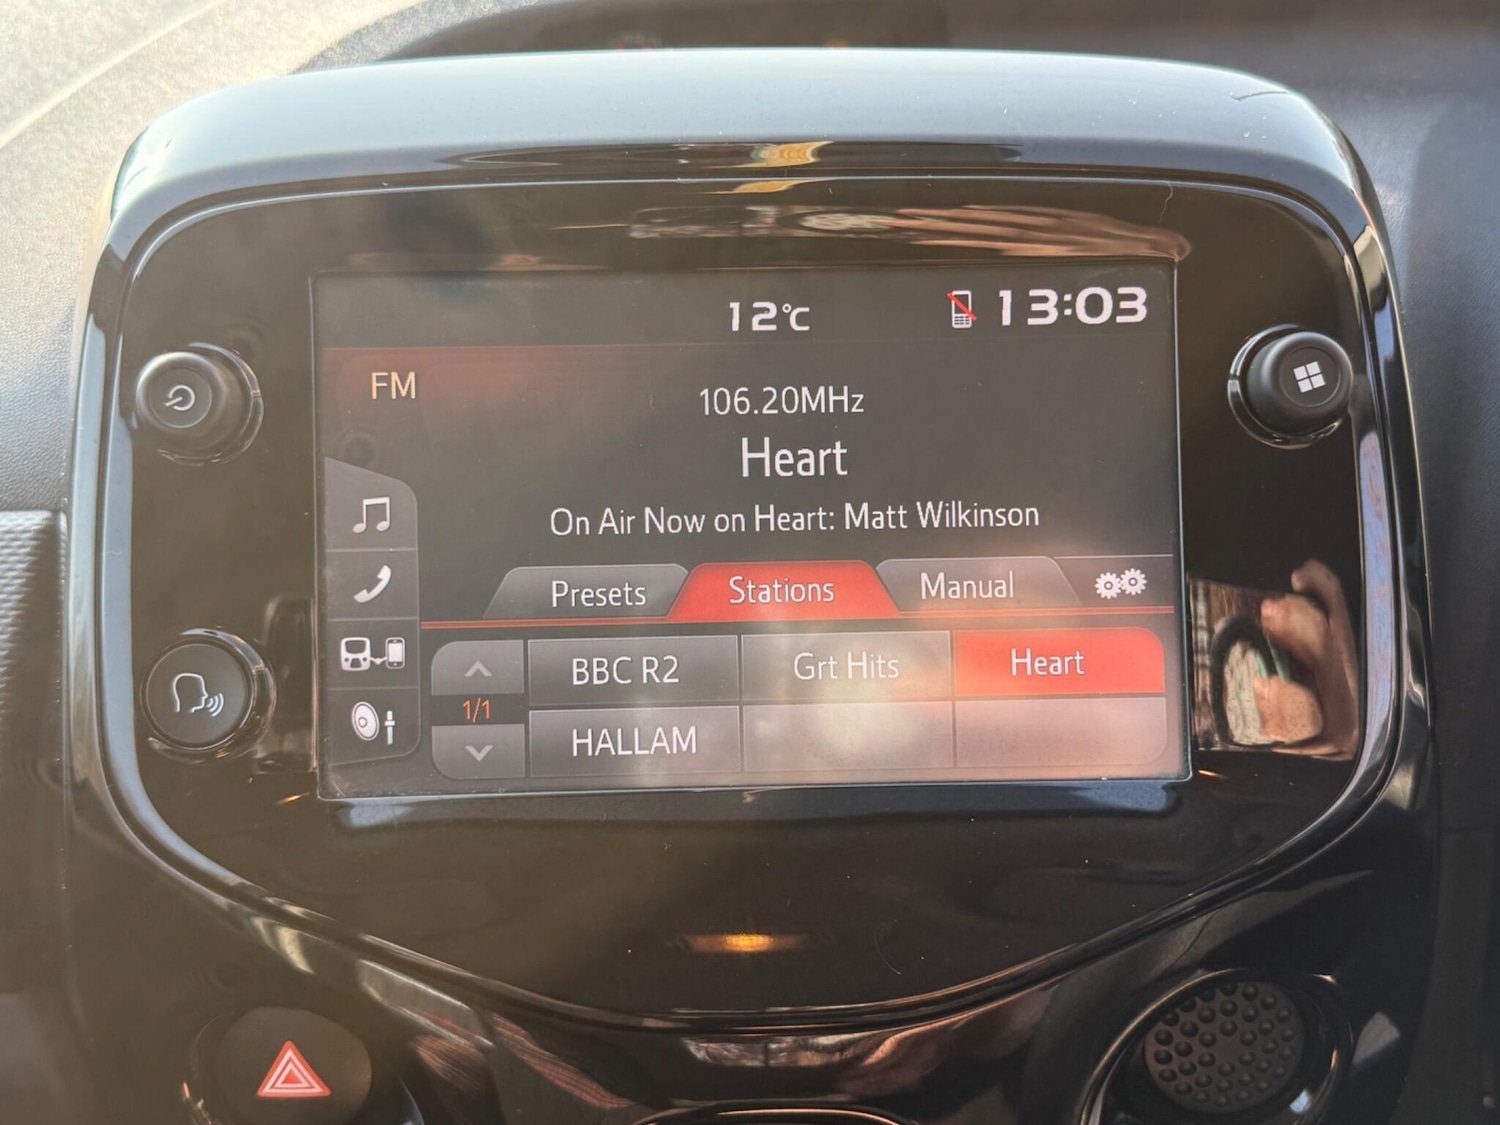 12°C
13:03
FM
106.20MHz
Heart
On Air Now on Heart: Matt Wilkinson
Presets Stations Manual
BBC R2 Grt Hits Heart
1/1
HALLAM